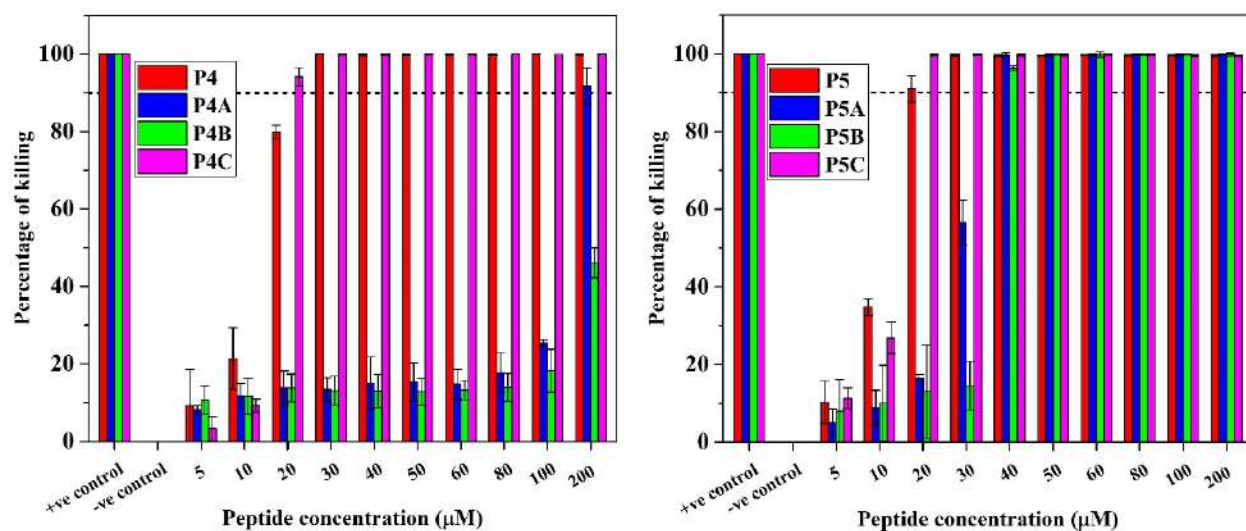 100
80
60
40
20
0
Percentage of killing
P4
P4A
P4B
P4C
+ve control -ve control 5 10 20 30 40 50 60 80 100 200
Peptide concentration (μM)
100
80
60
40
20
0
Percentage of killing
P5
P5A
P5B
P5C
+ve control -ve control 5 10 20 30 40 50 60 80 100 200
Peptide concentration (μM)